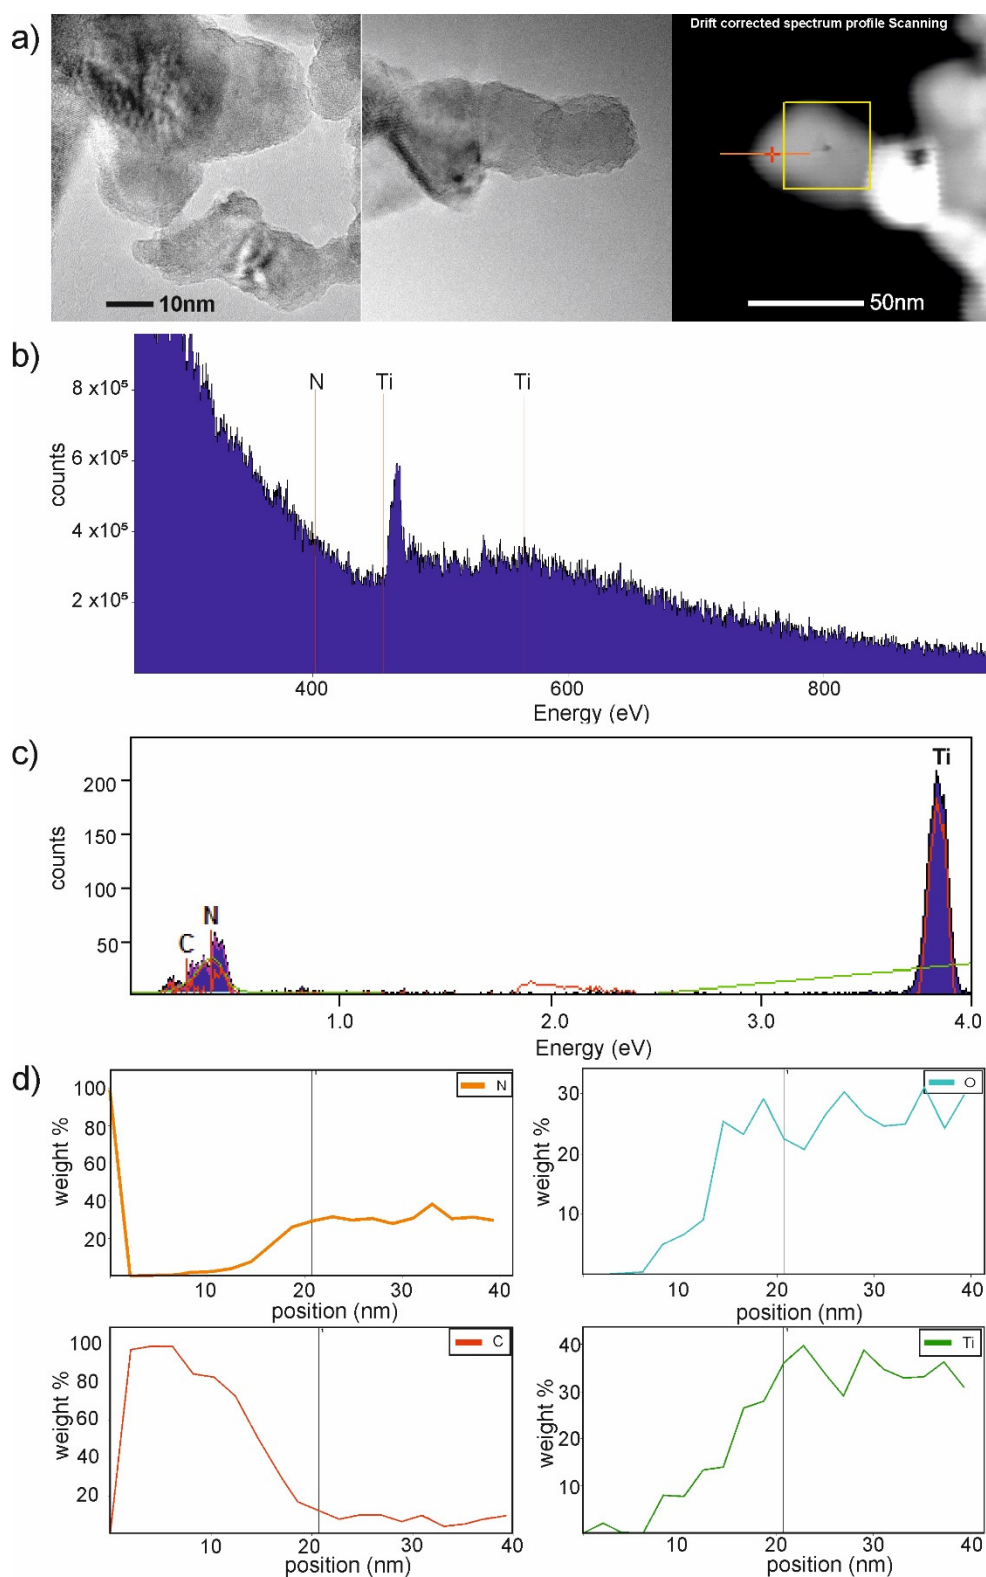 a)
Drift corrected spectrum profile Scanning
10nm
50nm
b)
N Ti Ti
8 x10⁵
6 x10⁵
4 x10⁵
2 x10⁵
counts
400 600 800
Energy (eV)
c)
Ti
N
C
200
150
100
50
counts
1.0 2.0 3.0 4.0
Energy (eV)
d)
N
100
80
60
40
20
weight %
10 20 30 40
position (nm)
O
30
20
10
weight %
10 20 30 40
position (nm)
C
100
80
60
40
20
weight %
10 20 30 40
position (nm)
Ti
40
30
20
10
weight %
10 20 30 40
position (nm)